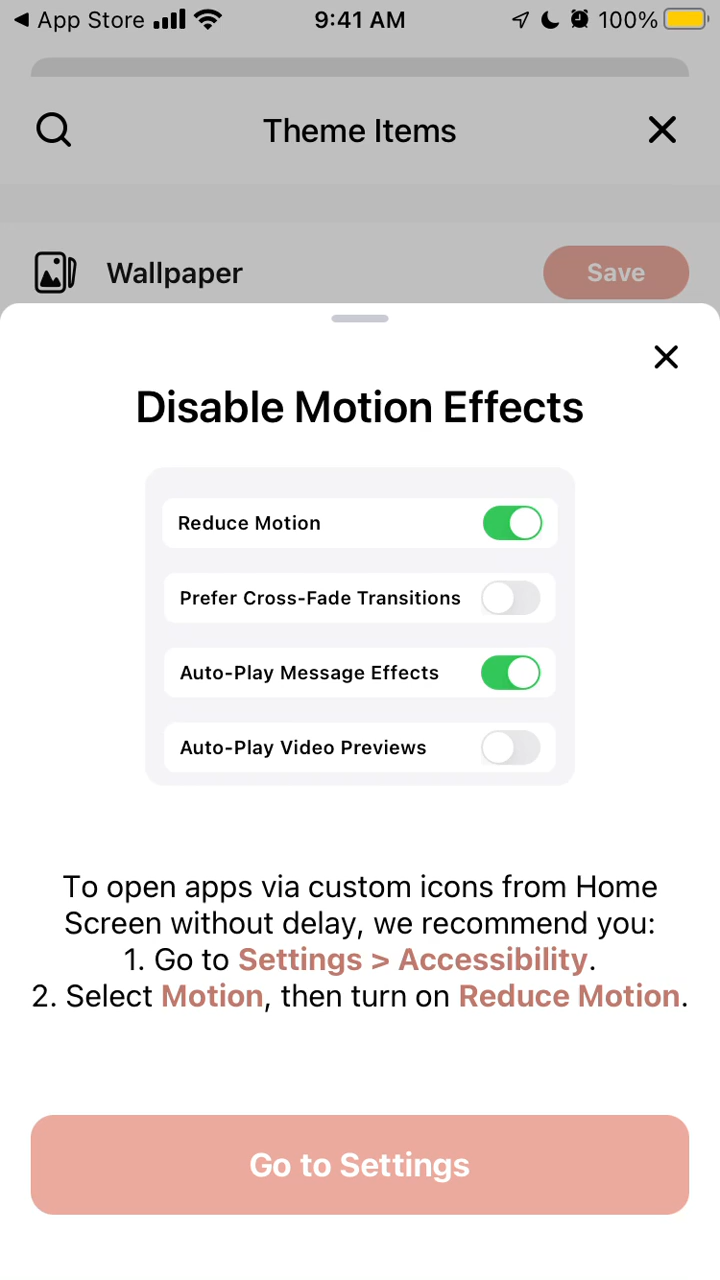 App Store 9:41 AM 100%
Theme Items
Wallpaper Save
Disable Motion Effects
Reduce Motion
Prefer Cross-Fade Transitions
Auto-Play Message Effects
Auto-Play Video Previews
To open apps via custom icons from Home
Screen without delay, we recommend you:
1. Go to Settings > Accessibility.
2. Select Motion, then turn on Reduce Motion.
Go to Settings